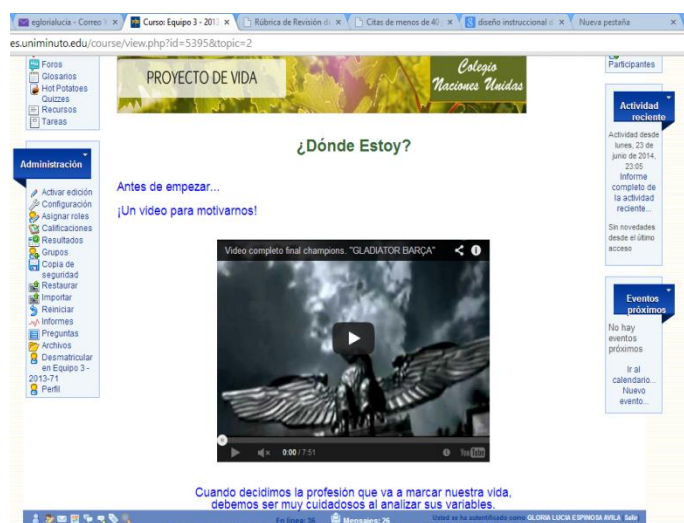 eglorialucia - Correo
Curso: Equipo 3 - 2013
Rúbrica de Revisión d
Citas de menos de 40
diseño instruccional
Nueva pestaña
es.uniminuto.edu/course/view.php?id=5395&topic=2
Foros
Glosarios
Hot Potatoes
Quizzes
Recursos
Tareas
Administración
Activar edición
Configuración
Asignar roles
Calificaciones
Resultados
Grupos
Copia de
seguridad
Restaurar
Importar
Reiniciar
Informes
Preguntas
Archivos
Desmatricular
en Equipo 3 -
2013-71
Perfil
PROYECTO DE VIDA
Colegio
Naciones Unidas
¿Dónde Estoy?
Antes de empezar...
¡Un video para motivarnos!
Video completo final champions. "GLADIATOR BARÇA"
0:00 / 7:51
YouTube
Cuando decidimos la profesión que va a marcar nuestra vida,
debemos ser muy cuidadosos al analizar sus variables.
Participantes
Actividad
reciente
Actividad desde
lunes, 23 de
junio de 2014,
23:05
Informe
completo de
la actividad
reciente...
Sin novedades
desde el último
acceso
Eventos
próximos
No hay
eventos
próximos
Ir al
calendario...
Nuevo
evento...
En línea: 36
Mensajes: 26
Usted se ha autentificado como GLORIA LUCIA ESPINOSA AVILA (Salir)